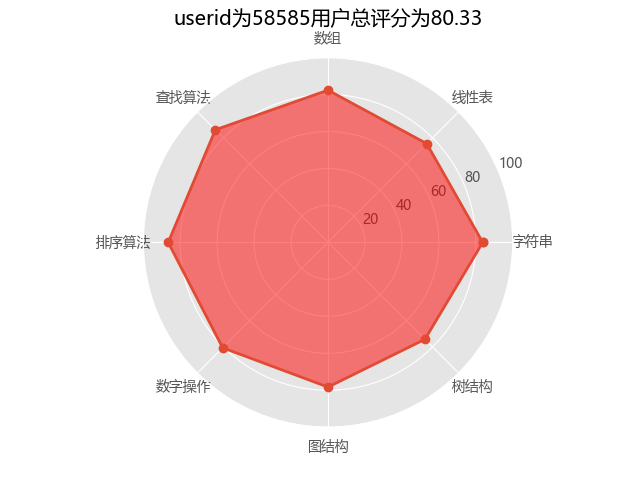 userid为58585用户总评分为80.33
数组
查找算法
线性表
100
80
60
40
20
排序算法
字符串
数字操作
树结构
图结构